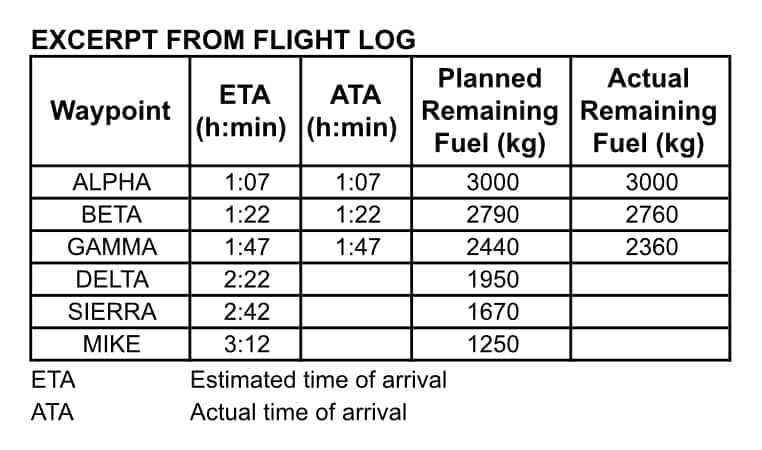 EXCERPT FROM FLIGHT LOG
Waypoint ETA (h:min) ATA (h:min) Planned Remaining Fuel (kg) Actual Remaining Fuel (kg)
ALPHA 1:07 1:07 3000 3000
BETA 1:22 1:22 2790 2760
GAMMA 1:47 1:47 2440 2360
DELTA 2:22 1950
SIERRA 2:42 1670
MIKE 3:12 1250
ETA Estimated time of arrival
ATA Actual time of arrival